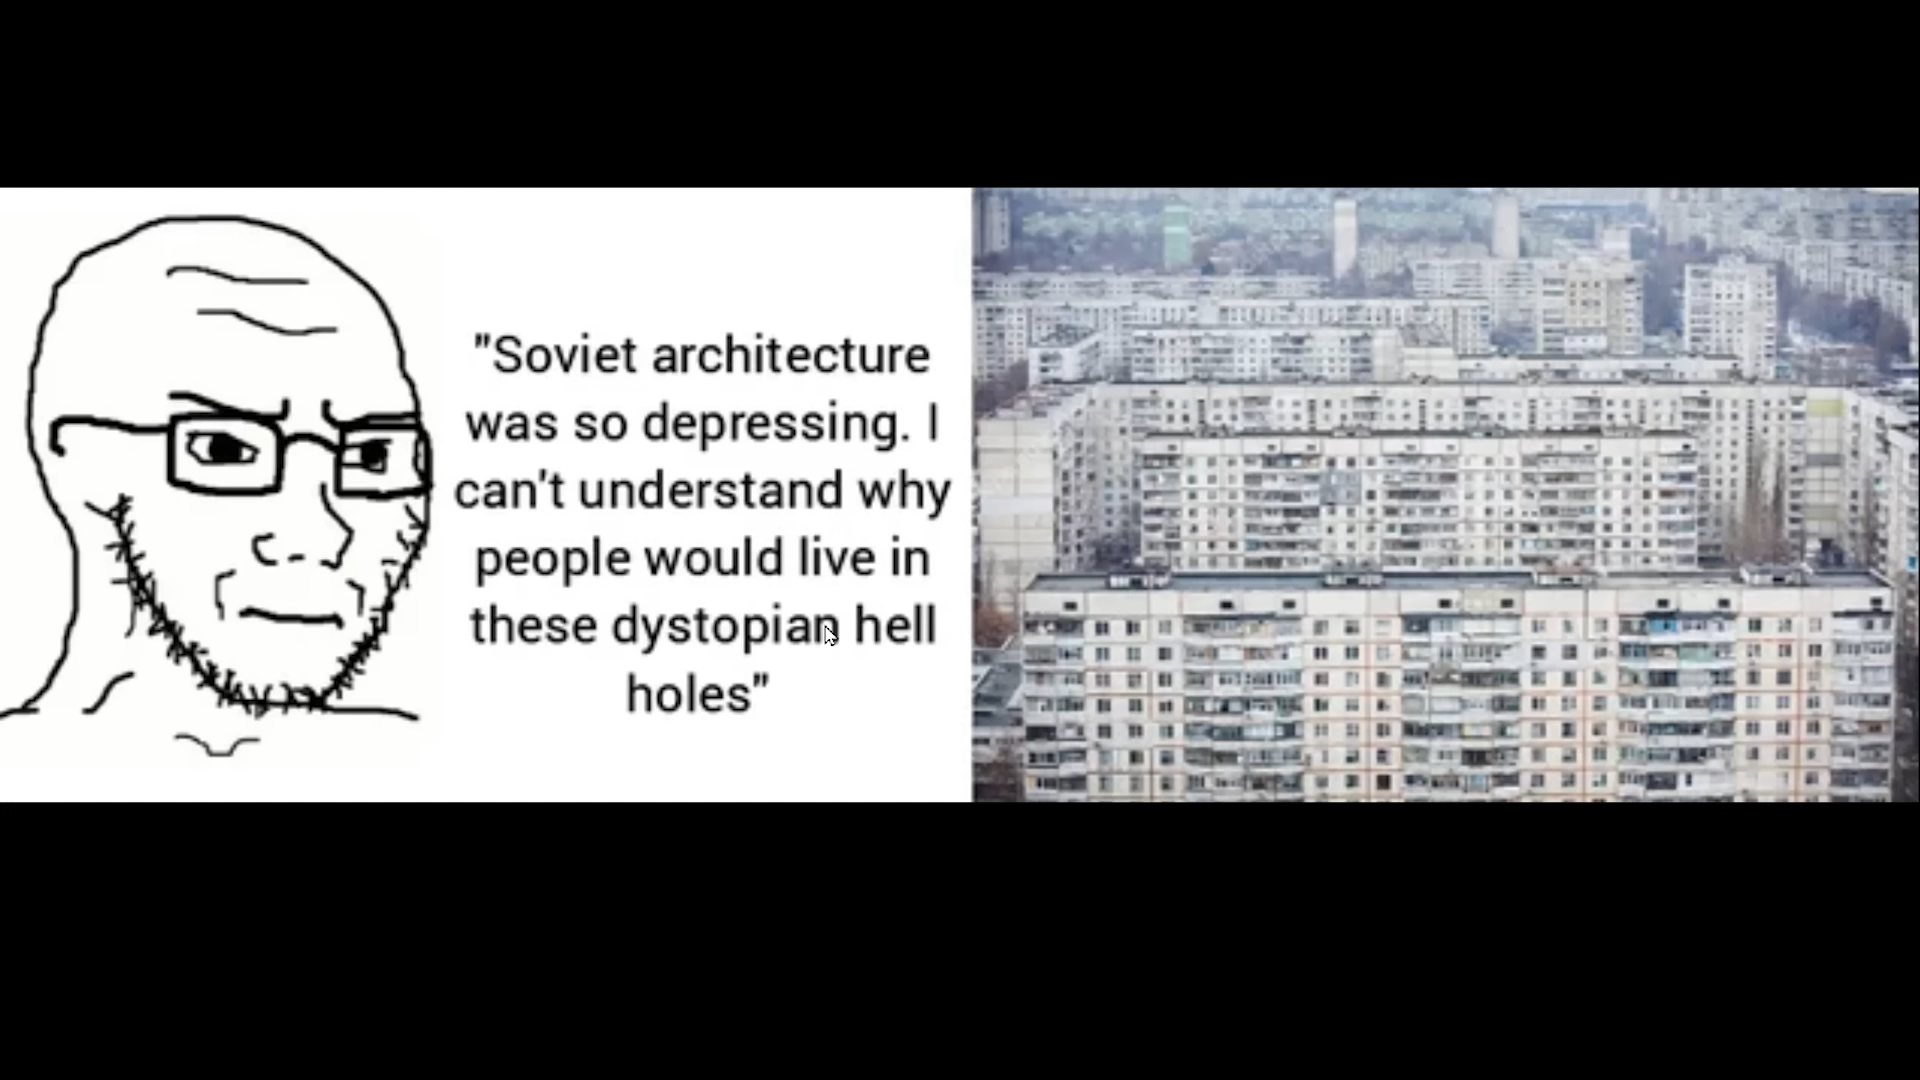 "Soviet architecture
was so depressing. I
can't understand why
people would live in
these dystopian hell
holes"